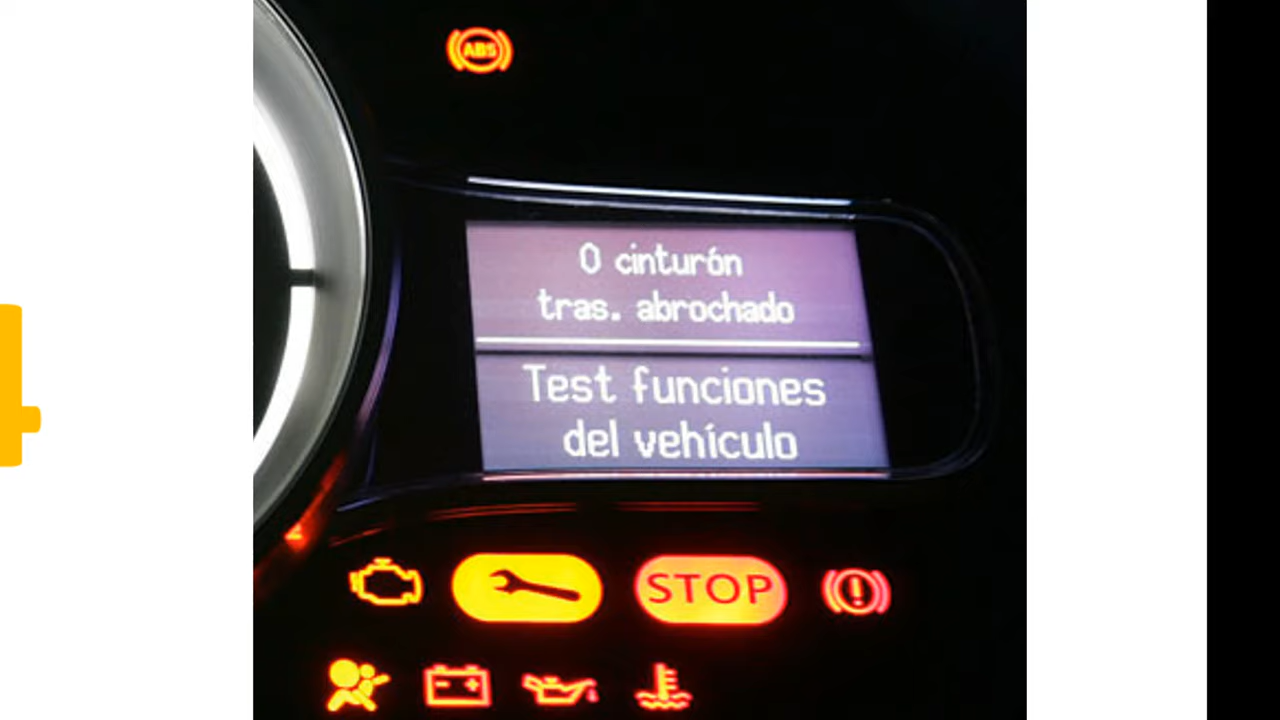 ABS
0 cinturón
tras. abrochado
Test funciones
del vehículo
STOP